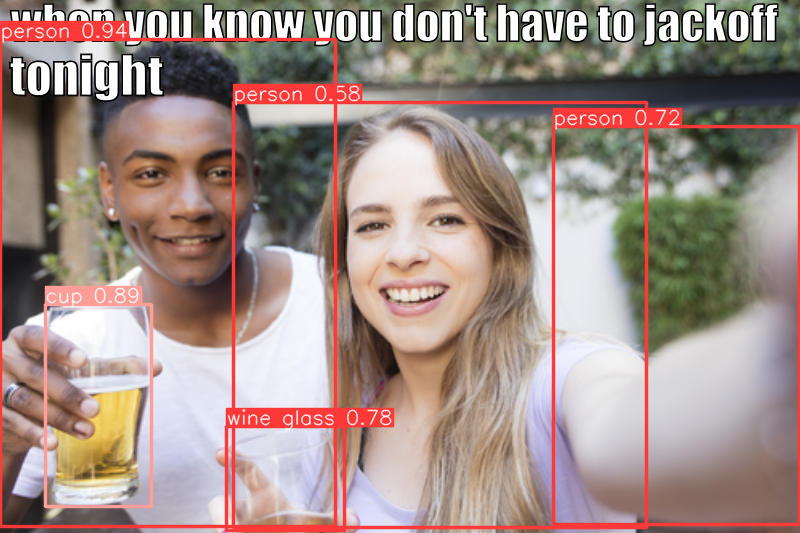 when you know you don't have to jackoff
person 0.94
tonight
person 0.58
person 0.72
cup 0.89
wine glass 0.78